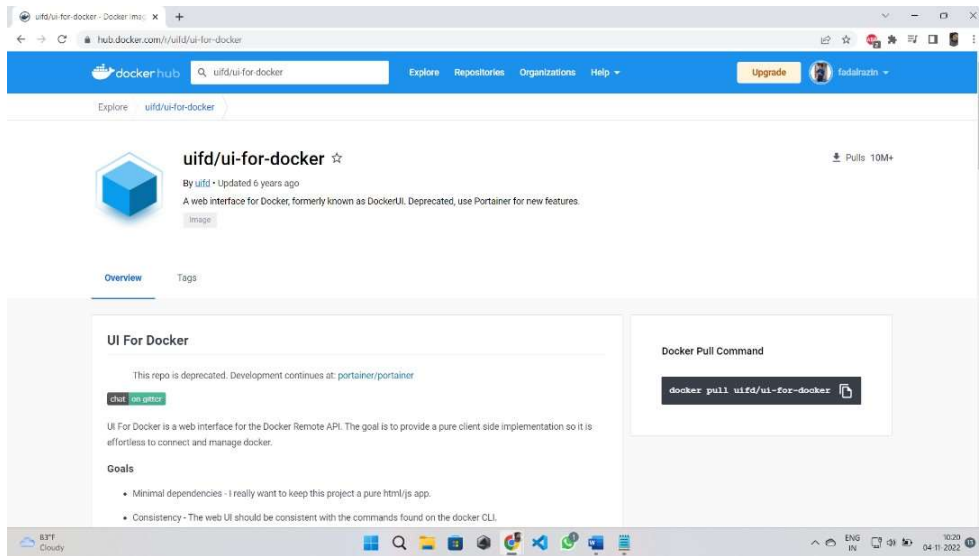 uifd/ui-for-docker - Docker Imag
hub.docker.com/r/uifd/ui-for-docker
dockerhub
uifd/ui-for-docker
Explore Repositories Organizations Help
Upgrade
fadalrazin
Explore uifd/ui-for-docker
uifd/ui-for-docker
Pulls 10M+
By uifd • Updated 6 years ago
A web interface for Docker, formerly known as DockerUI. Deprecated, use Portainer for new features.
Image
Overview Tags
UI For Docker
This repo is deprecated. Development continues at: portainer/portainer
chat on gitter
UI For Docker is a web interface for the Docker Remote API. The goal is to provide a pure client side implementation so it is
effortless to connect and manage docker.
Goals
• Minimal dependencies - I really want to keep this project a pure html/js app.
• Consistency - The web UI should be consistent with the commands found on the docker CLI.
Docker Pull Command
docker pull uifd/ui-for-docker
83°F
Cloudy
ENG
IN
10:20
04-11-2022